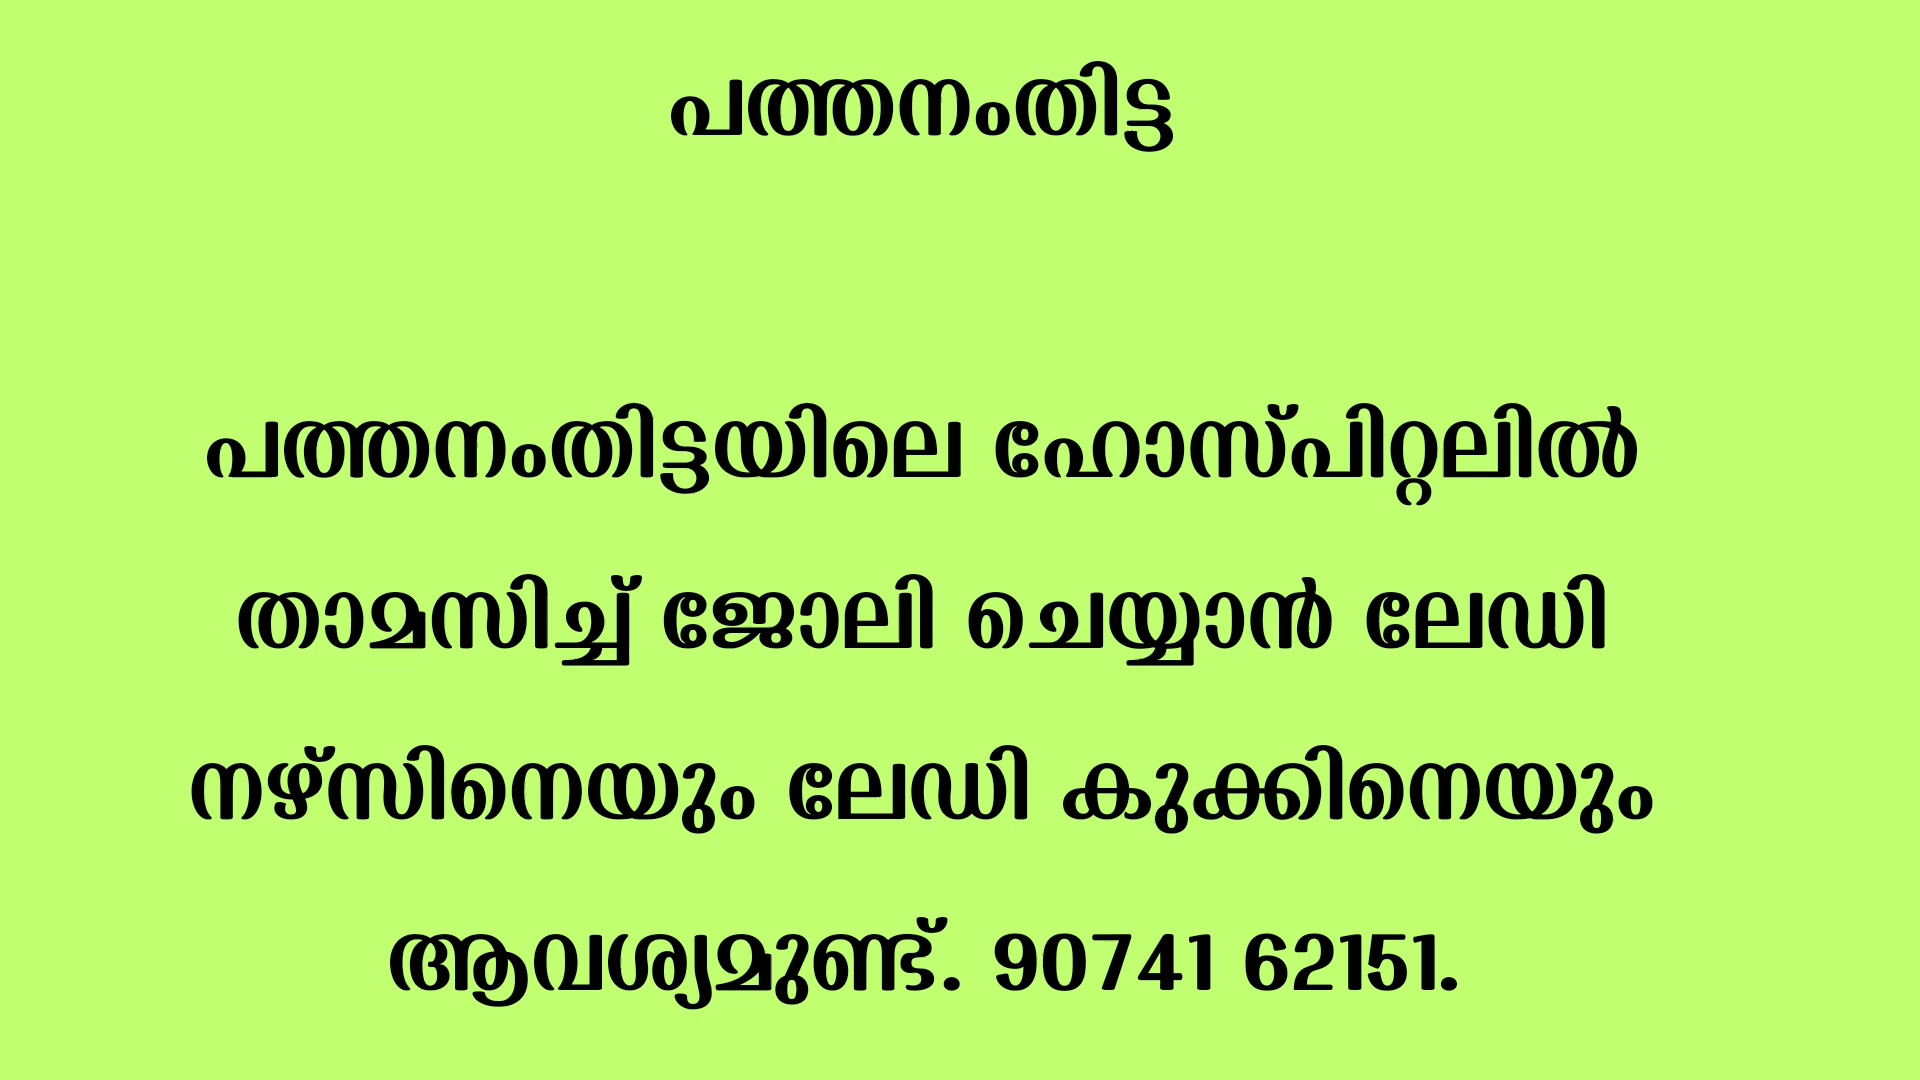 പത്തനംതിട്ട
പത്തനംതിട്ടയിലെ ഹോസ്പിറ്റലിൽ
താമസിച്ച് ജോലി ചെയ്യാൻ ലേഡി
നഴ്സിനെയും ലേഡി കുക്കിനെയും
ആവശ്യമുണ്ട്. 90741 62151.